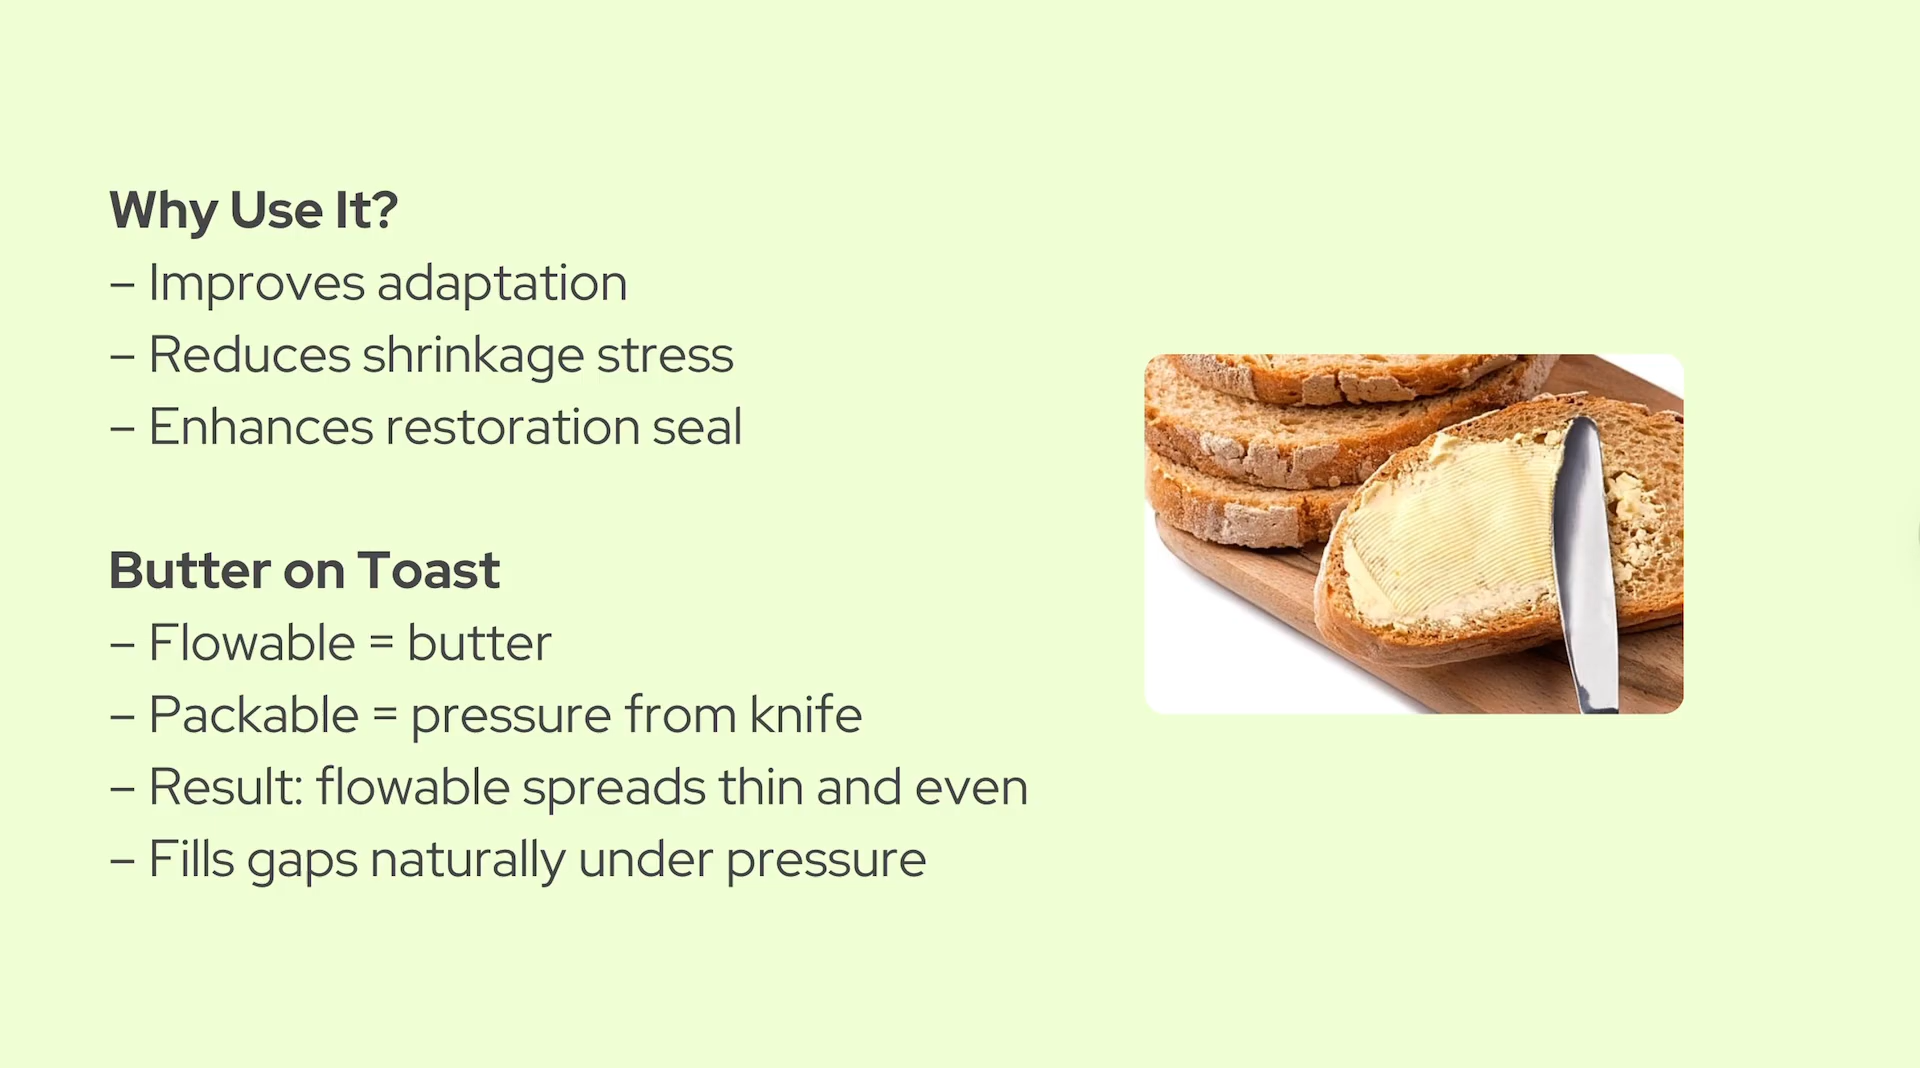 Why Use It?
– Improves adaptation
– Reduces shrinkage stress
– Enhances restoration seal
Butter on Toast
– Flowable = butter
– Packable = pressure from knife
– Result: flowable spreads thin and even
– Fills gaps naturally under pressure